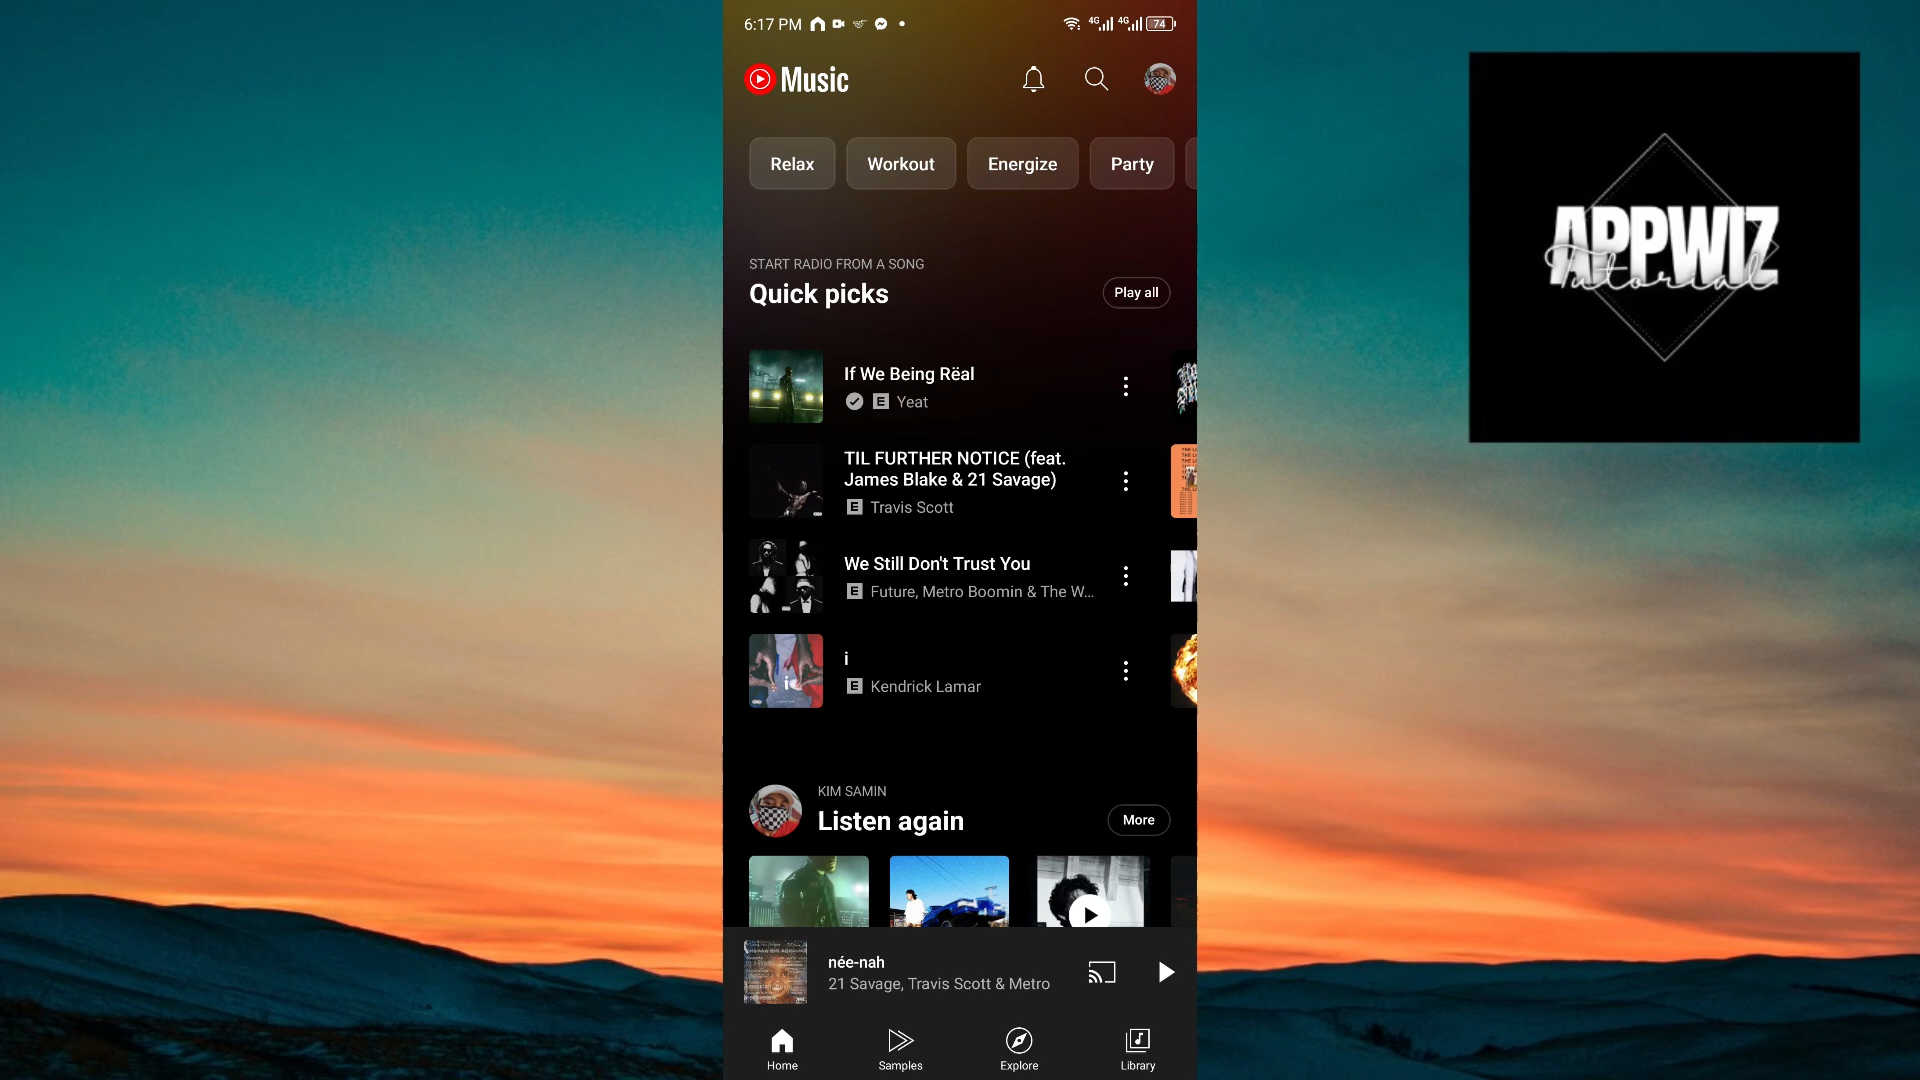 6:17 PM
4G 4G 74
Music
Relax Workout Energize Party
START RADIO FROM A SONG
Quick picks
Play all
If We Being Rëal
E Yeat
TIL FURTHER NOTICE (feat.
James Blake & 21 Savage)
E Travis Scott
We Still Don't Trust You
E Future, Metro Boomin & The W...
i
E Kendrick Lamar
KIM SAMIN
Listen again
More
née-nah
21 Savage, Travis Scott & Metro
Home Samples Explore Library
APPWIZ
Tutorial